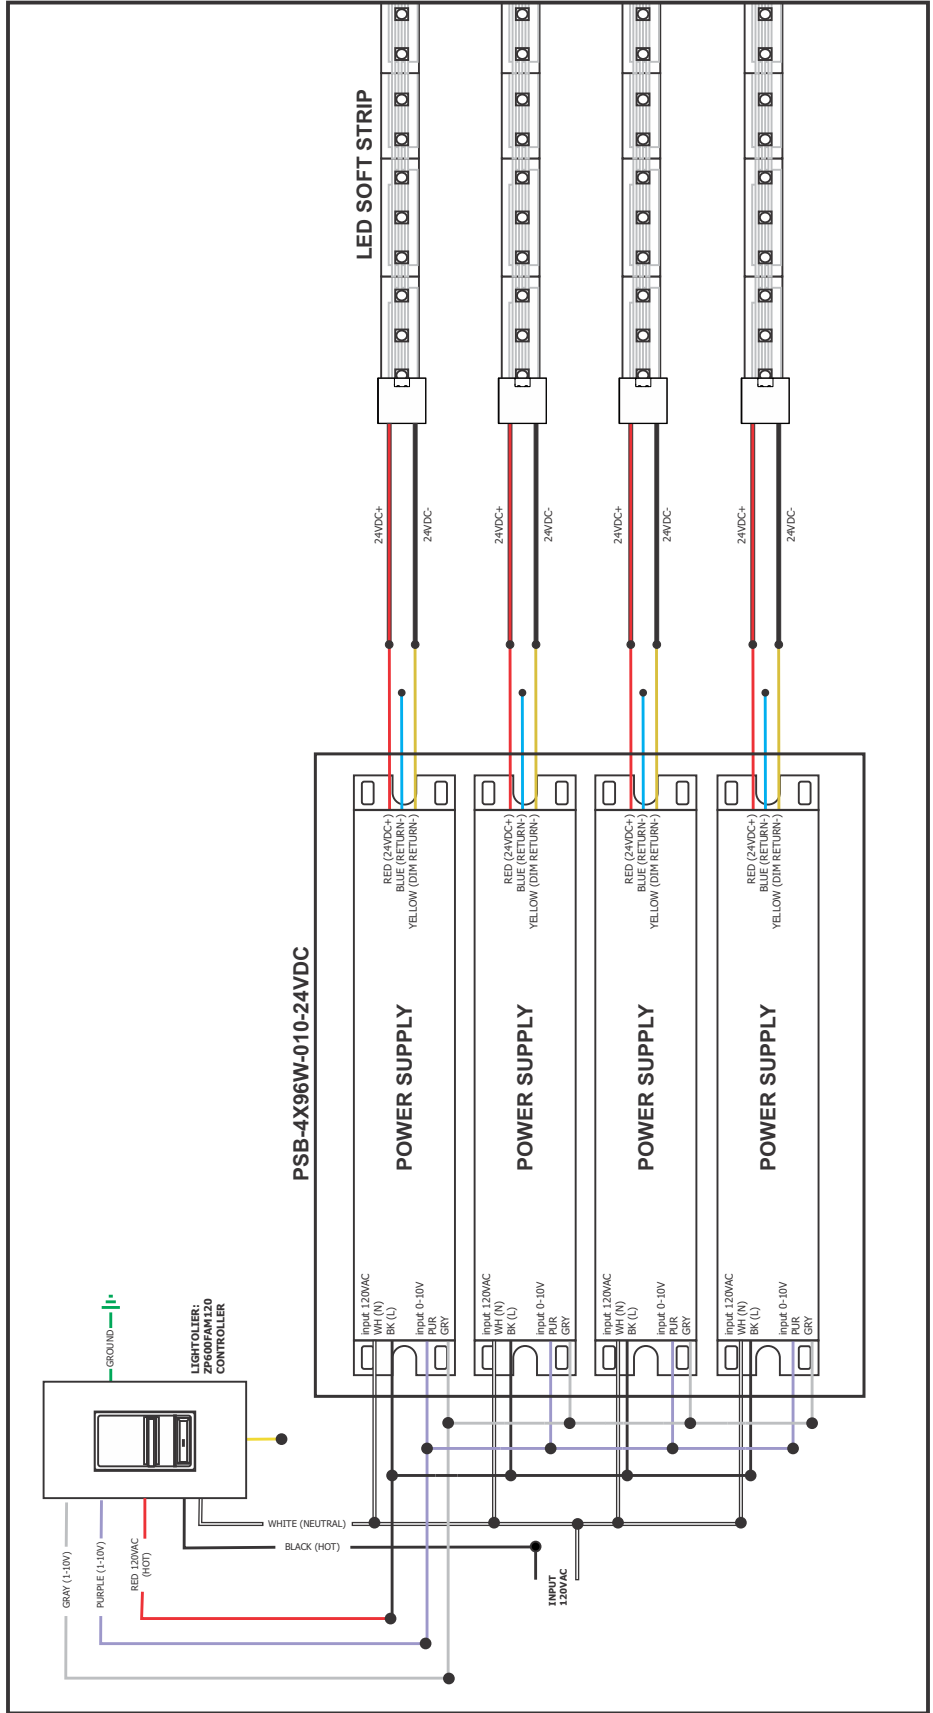 LED SOFT STRIP
24VDC+
24VDC-
24VDC+
24VDC-
24VDC+
24VDC-
24VDC+
24VDC-
PSB-4X96W-010-24VDC
RED (24VDC+)
BLUE (RETURN-)
YELLOW (DIM RETURN-)
POWER SUPPLY
input 120VAC
WH (N)
BK (L)
input 0-10V
PUR
GRY
RED (24VDC+)
BLUE (RETURN-)
YELLOW (DIM RETURN-)
POWER SUPPLY
input 120VAC
WH (N)
BK (L)
input 0-10V
PUR
GRY
RED (24VDC+)
BLUE (RETURN-)
YELLOW (DIM RETURN-)
POWER SUPPLY
input 120VAC
WH (N)
BK (L)
input 0-10V
PUR
GRY
RED (24VDC+)
BLUE (RETURN-)
YELLOW (DIM RETURN-)
POWER SUPPLY
input 120VAC
WH (N)
BK (L)
input 0-10V
PUR
GRY
GROUND
LIGHTOLIER:
ZP600FAM120
CONTROLLER
WHITE (NEUTRAL)
BLACK (HOT)
INPUT
120VAC
RED 120VAC
(HOT)
PURPLE (1-10V)
GRAY (1-10V)